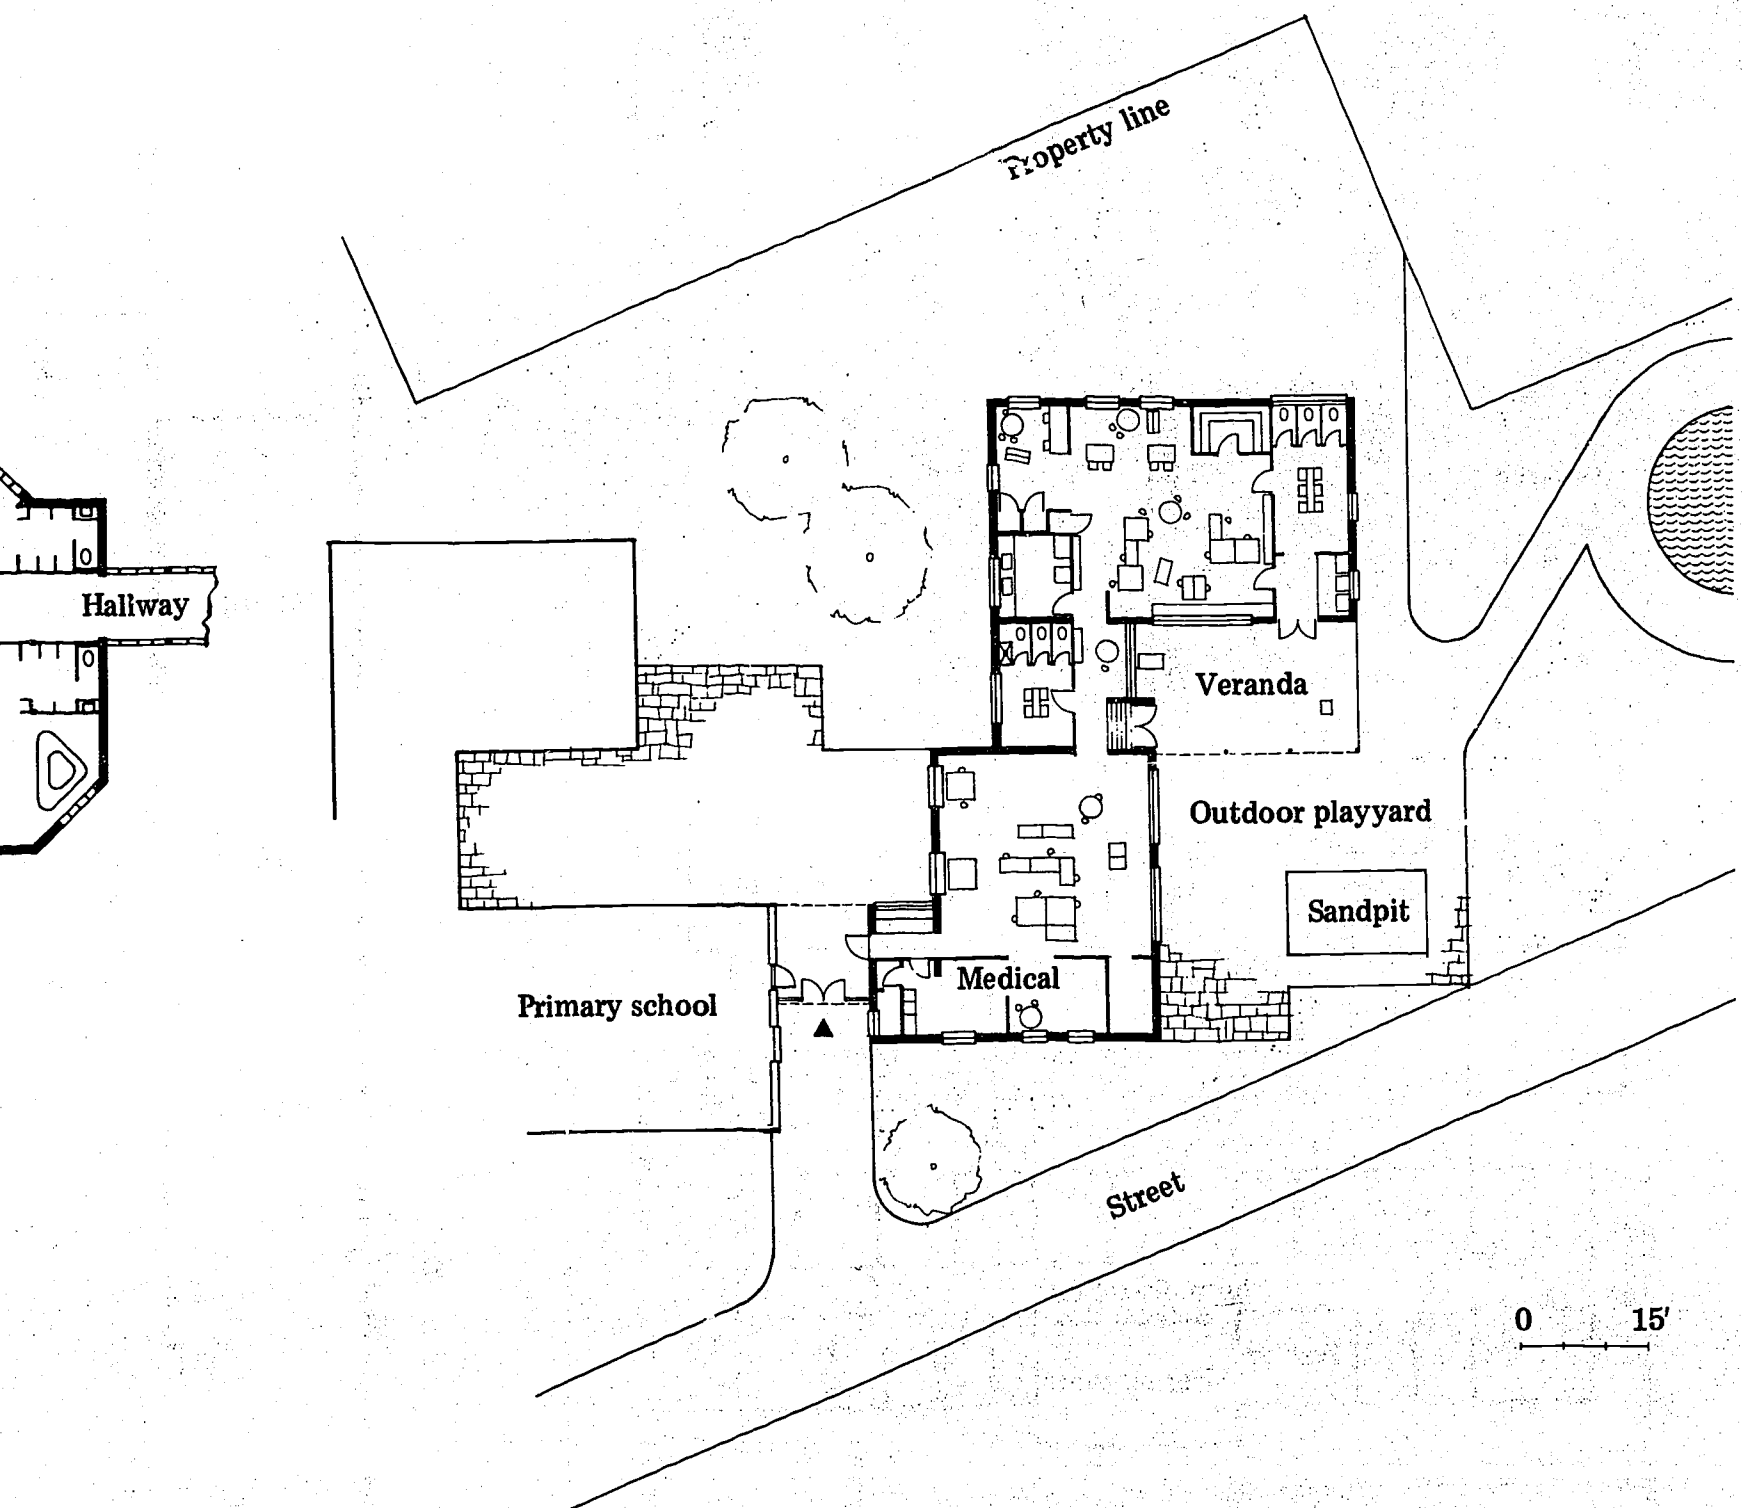 Property line
Hallway
Veranda
Outdoor playyard
Sandpit
Medical
Primary school
Street
0 15'